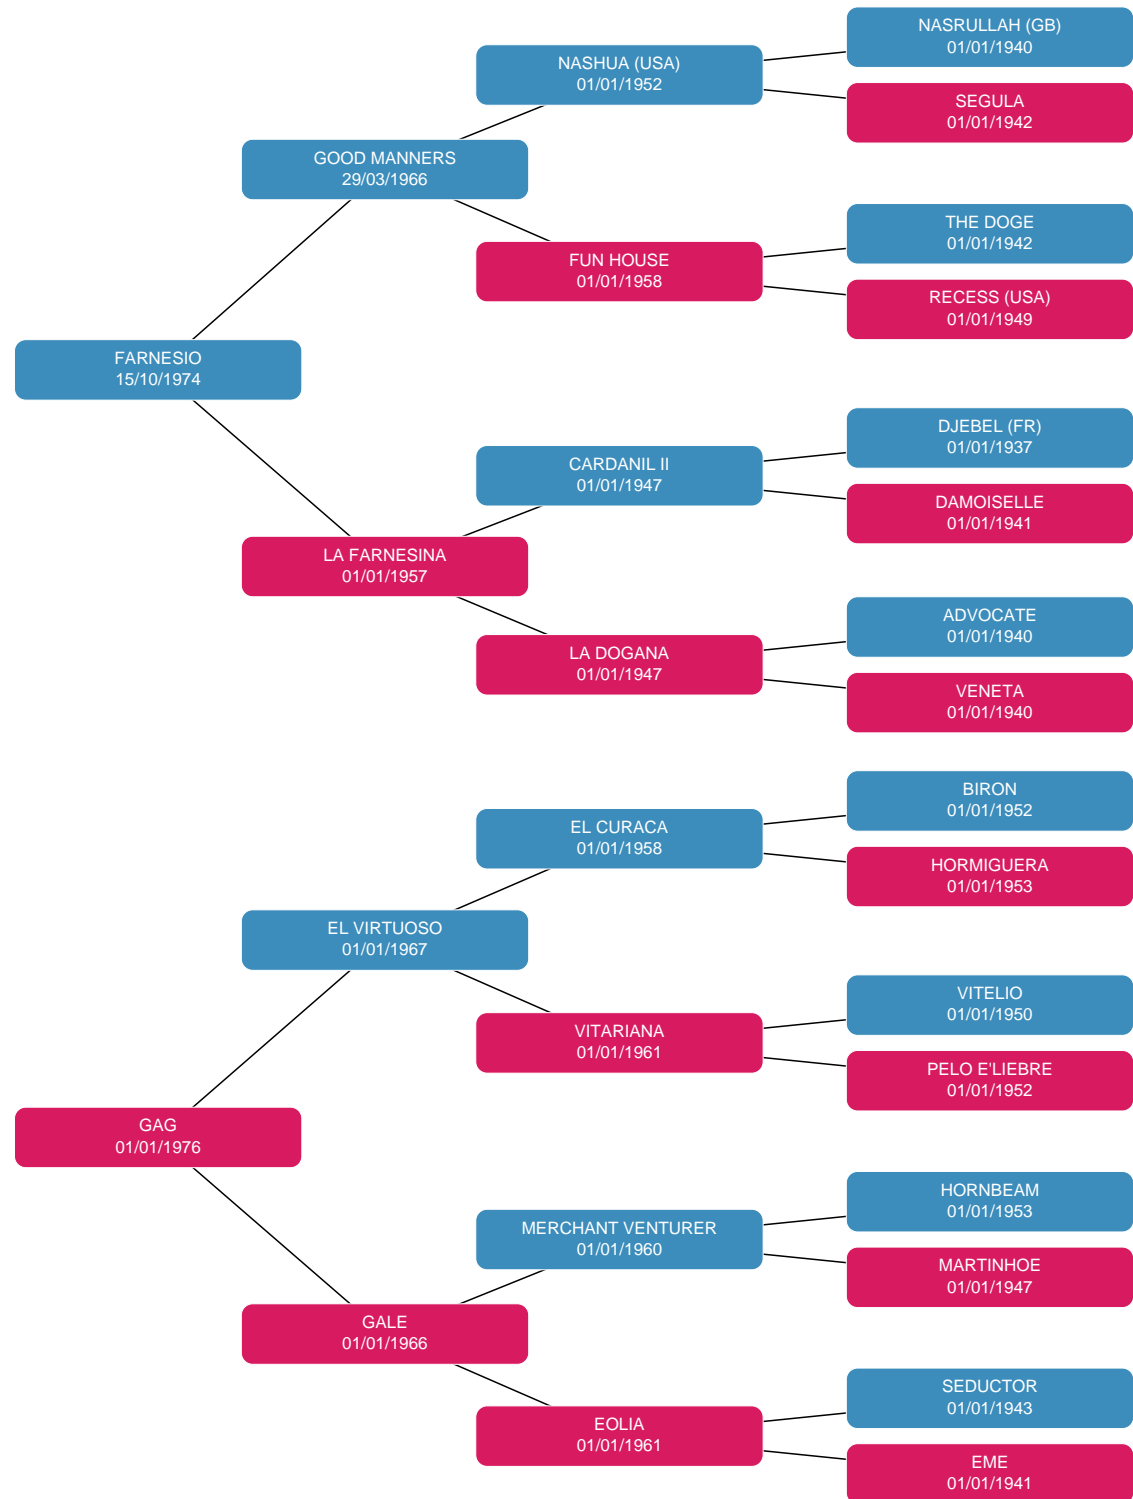 NASRULLAH (GB)
01/01/1940
NASHUA (USA)
01/01/1952
SEGULA
01/01/1942
GOOD MANNERS
29/03/1966
THE DOGE
01/01/1942
FUN HOUSE
01/01/1958
RECESS (USA)
01/01/1949
FARNESIO
15/10/1974
DJEBEL (FR)
01/01/1937
CARDANIL II
01/01/1947
DAMOISELLE
01/01/1941
LA FARNESINA
01/01/1957
ADVOCATE
01/01/1940
LA DOGANA
01/01/1947
VENETA
01/01/1940
BIRON
01/01/1952
EL CURACA
01/01/1958
HORMIGUERA
01/01/1953
EL VIRTUOSO
01/01/1967
VITELIO
01/01/1950
VITARIANA
01/01/1961
PELO E'LIEBRE
01/01/1952
GAG
01/01/1976
HORNBEAM
01/01/1953
MERCHANT VENTURER
01/01/1960
MARTINHOE
01/01/1947
GALE
01/01/1966
SEDUCTOR
01/01/1943
EOLIA
01/01/1961
EME
01/01/1941